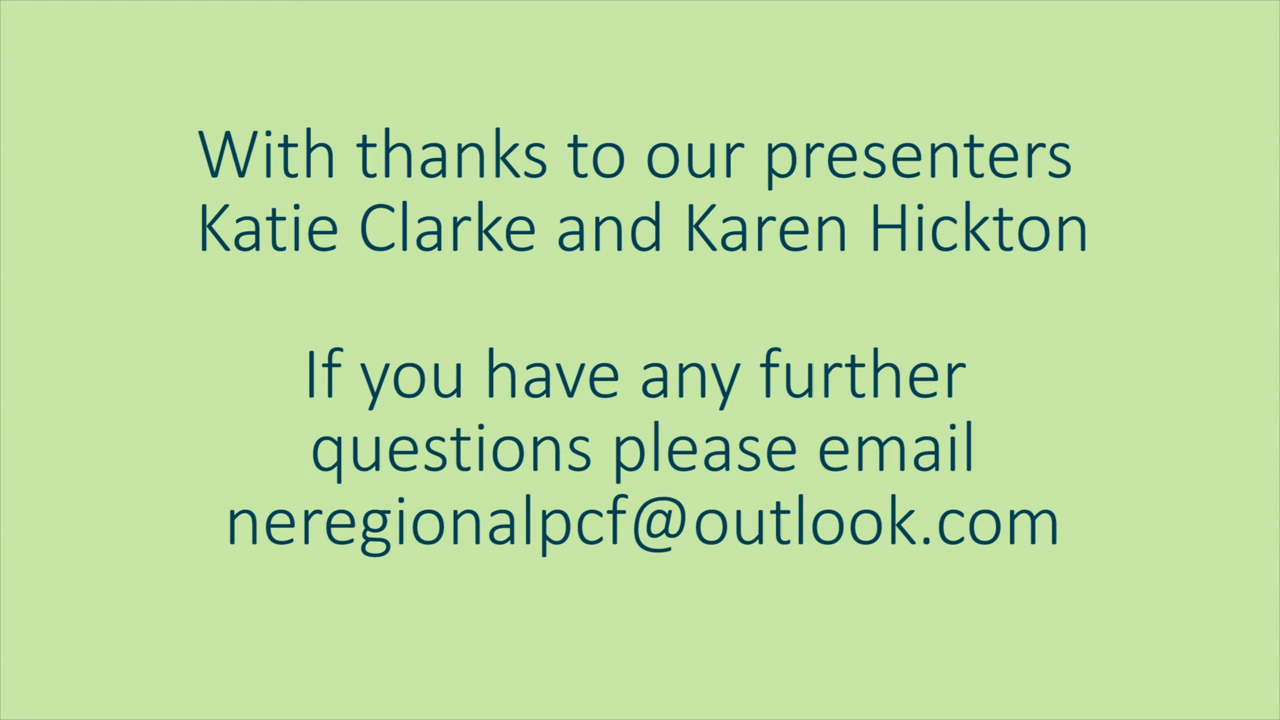 With thanks to our presenters
Katie Clarke and Karen Hickton
If you have any further
questions please email
neregionalpcf@outlook.com